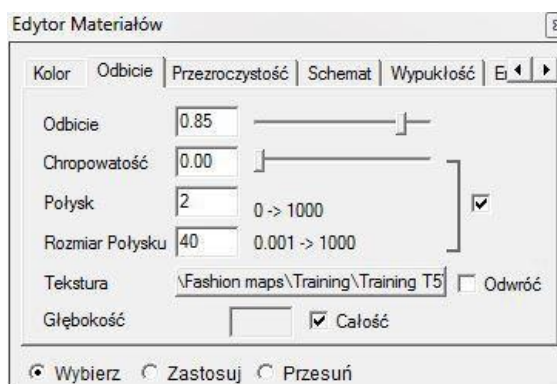 Edytor Materiałów
Kolor Odbicie Przezroczystość Schemat Wypukłość E
Odbicie 0.85
Chropowatość 0.00
Połysk 2 0 -> 1000
Rozmiar Połysku 40 0.001 -> 1000
Tekstura \Fashion maps\Training\Training T5 Odwróć
Głębokość Całość
Wybierz Zastosuj Przesuń